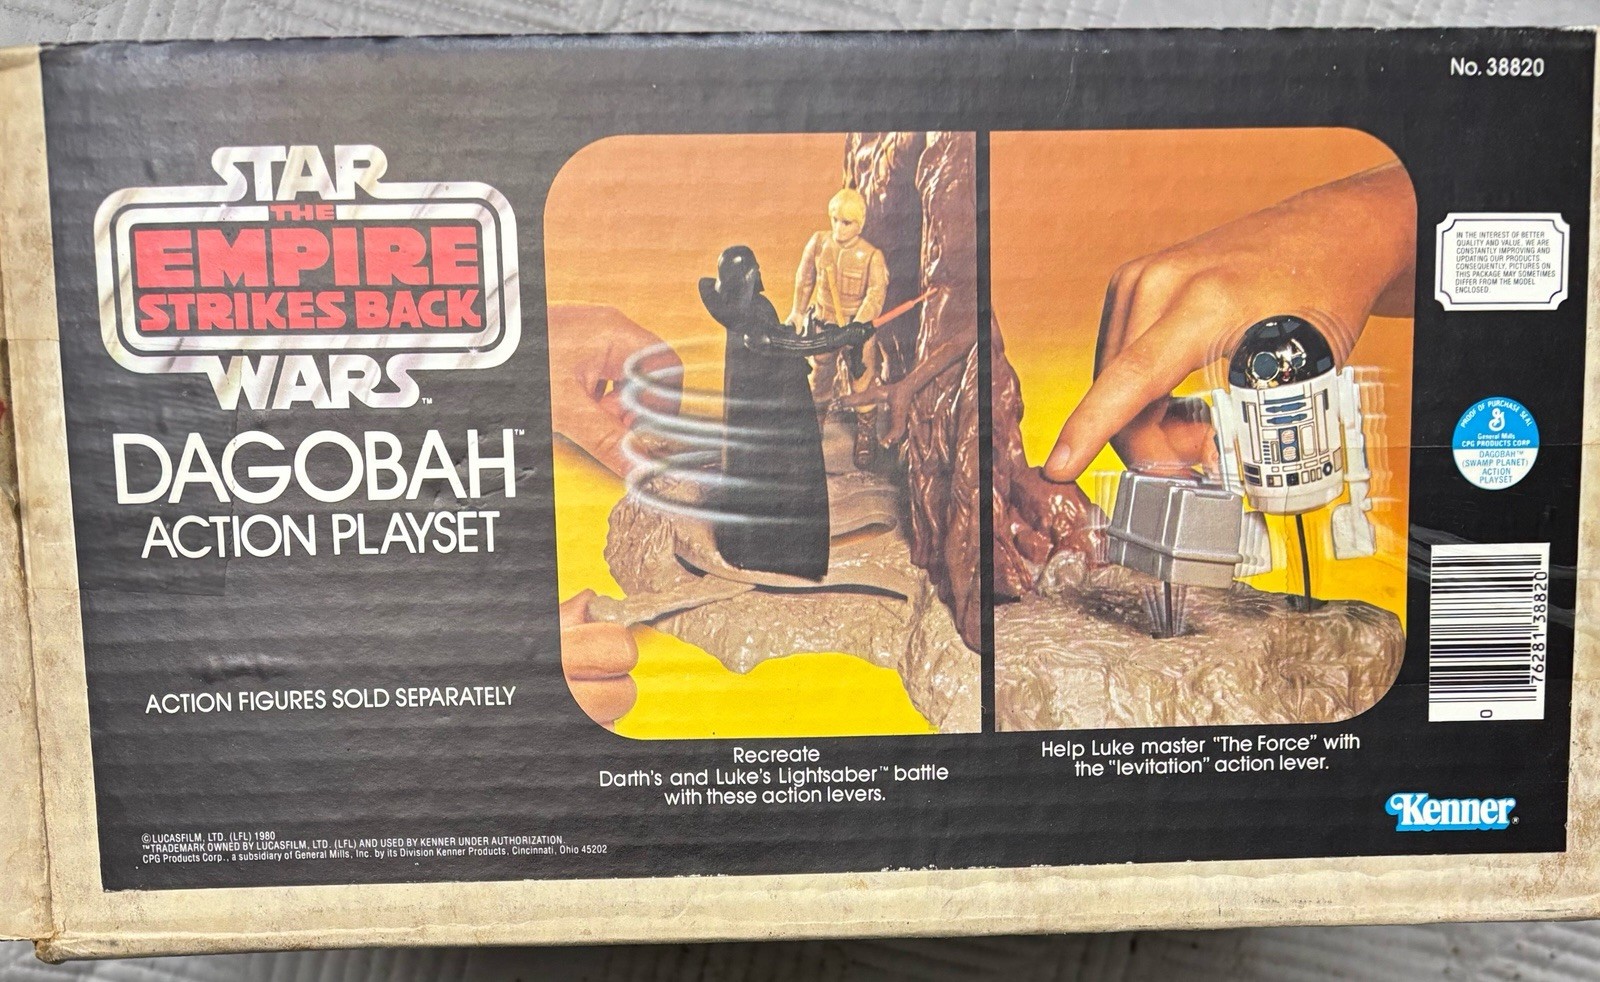 No. 38820
STAR
THE
EMPIRE
STRIKES BACK
WARS™
DAGOBAH™
ACTION PLAYSET
ACTION FIGURES SOLD SEPARATELY
Recreate
Darth's and Luke's Lightsaber™ battle
with these action levers.
Help Luke master "The Force" with
the "levitation" action lever.
IN THE INTEREST OF BETTER
QUALITY AND VALUE, WE ARE
CONSTANTLY IMPROVING AND
UPDATING OUR PRODUCTS.
CONSEQUENTLY, PICTURES ON
THIS PACKAGE MAY SOMETIMES
DIFFER FROM THE MODEL
ENCLOSED.
PROOF OF PURCHASE SEAL
G
General Mills
CPG PRODUCTS CORP
DAGOBAH™
(SWAMP PLANET)
ACTION
PLAYSET
76281 38820
0
Kenner®
©LUCASFILM, LTD. (LFL) 1980
™TRADEMARK OWNED BY LUCASFILM, LTD. (LFL) AND USED BY KENNER UNDER AUTHORIZATION.
CPG Products Corp., a subsidiary of General Mills, Inc. by its Division Kenner Products, Cincinnati, Ohio 45202